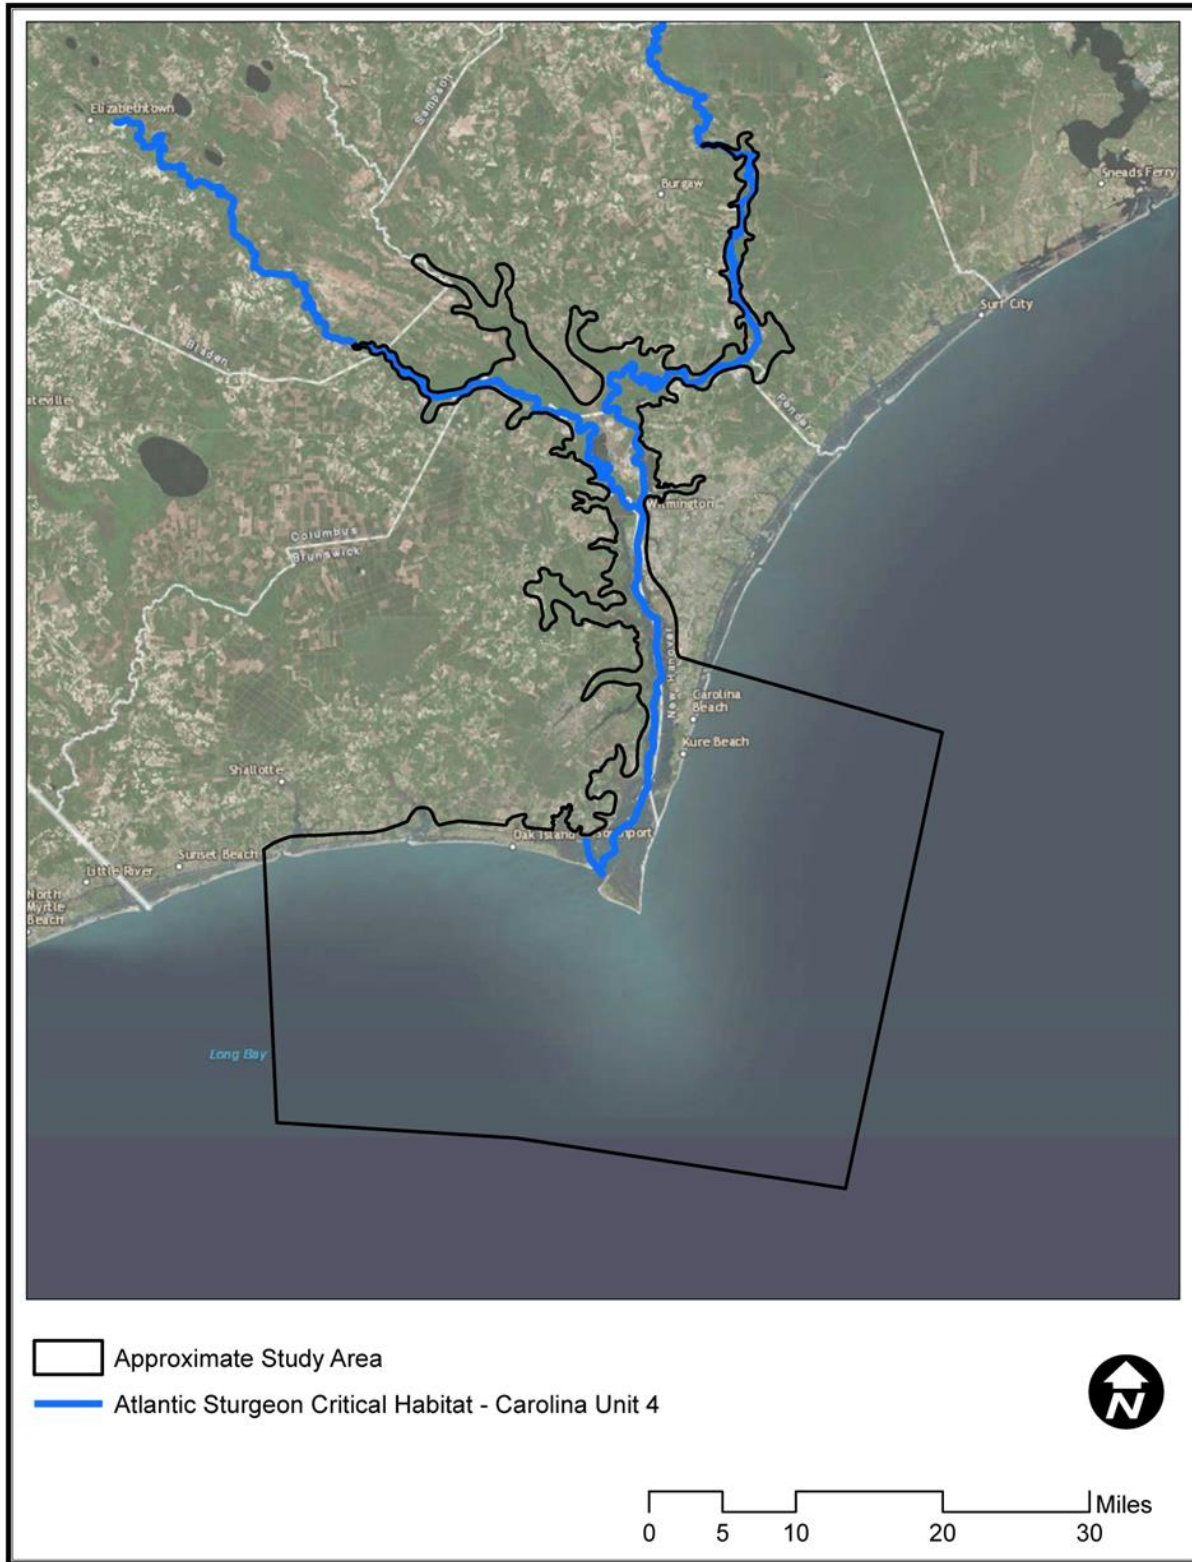 Elizabethtown
Sampson
Burgaw
Sneads Ferry
Surf City
Bladen
ateville
Pender
Wilmington
Columbus
Brunswick
New Hanover
Carolina
Beach
Kure Beach
Shallotte
Oak Island
Southport
Sunset Beach
Little River
North
Myrtle
Beach
Long Bay
Approximate Study Area
Atlantic Sturgeon Critical Habitat - Carolina Unit 4
N
Miles
0 5 10 20 30